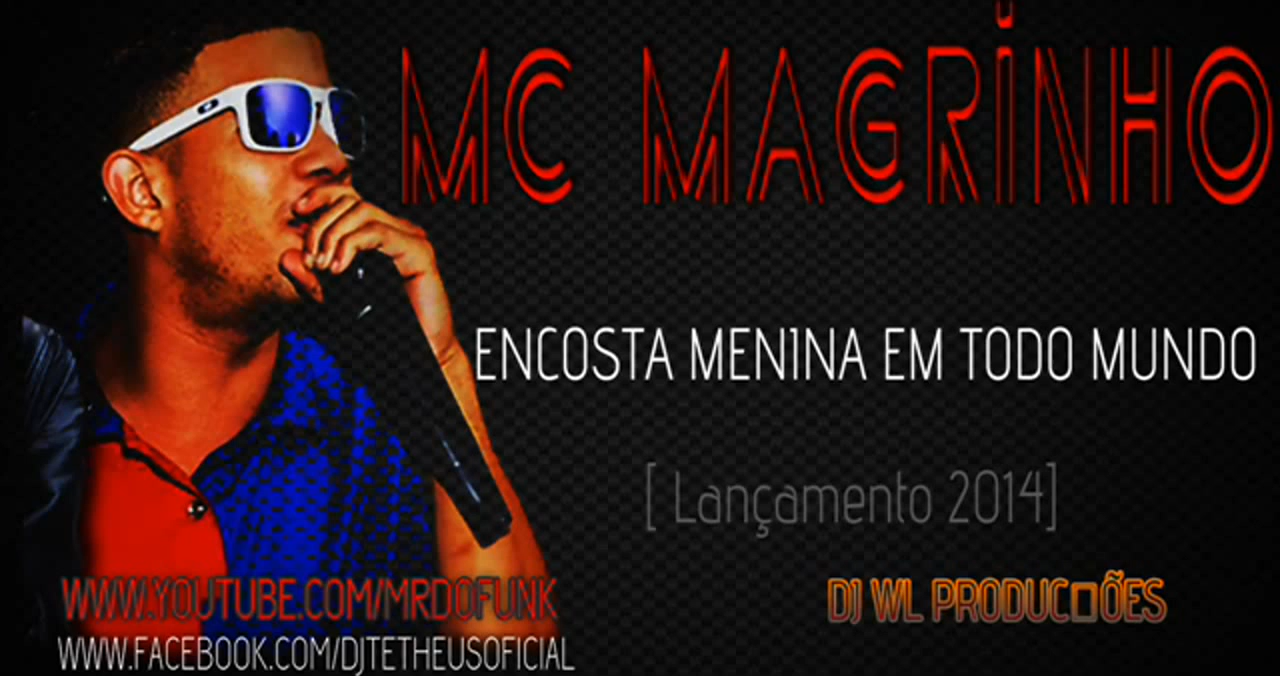 MC MAGRINHO
ENCOSTA MENINA EM TODO MUNDO
[ Lançamento 2014]
WWW.YOUTUBE.COM/MRDOFUNK
DJ WL PRODUC□ÕES
WWW.FACEBOOK.COM/DJTETHEUSOFICIAL